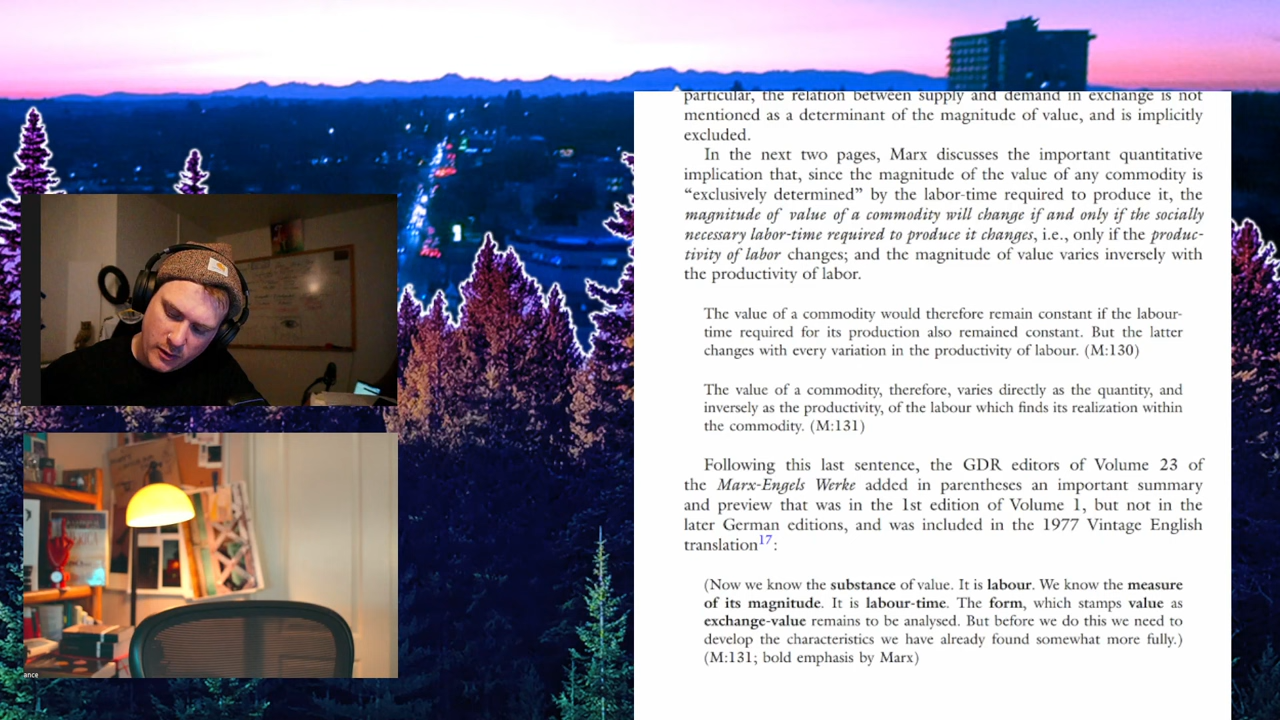 particular, the relation between supply and demand in exchange is not
mentioned as a determinant of the magnitude of value, and is implicitly
excluded.
In the next two pages, Marx discusses the important quantitative
implication that, since the magnitude of the value of any commodity is
“exclusively determined” by the labor-time required to produce it, the
magnitude of value of a commodity will change if and only if the socially
necessary labor-time required to produce it changes, i.e., only if the produc-
tivity of labor changes; and the magnitude of value varies inversely with
the productivity of labor.
The value of a commodity would therefore remain constant if the labour-
time required for its production also remained constant. But the latter
changes with every variation in the productivity of labour. (M:130)
The value of a commodity, therefore, varies directly as the quantity, and
inversely as the productivity, of the labour which finds its realization within
the commodity. (M:131)
Following this last sentence, the GDR editors of Volume 23 of
the Marx-Engels Werke added in parentheses an important summary
and preview that was in the 1st edition of Volume 1, but not in the
later German editions, and was included in the 1977 Vintage English
translation17:
(Now we know the substance of value. It is labour. We know the measure
of its magnitude. It is labour-time. The form, which stamps value as
exchange-value remains to be analysed. But before we do this we need to
develop the characteristics we have already found somewhat more fully.)
(M:131; bold emphasis by Marx)
ance